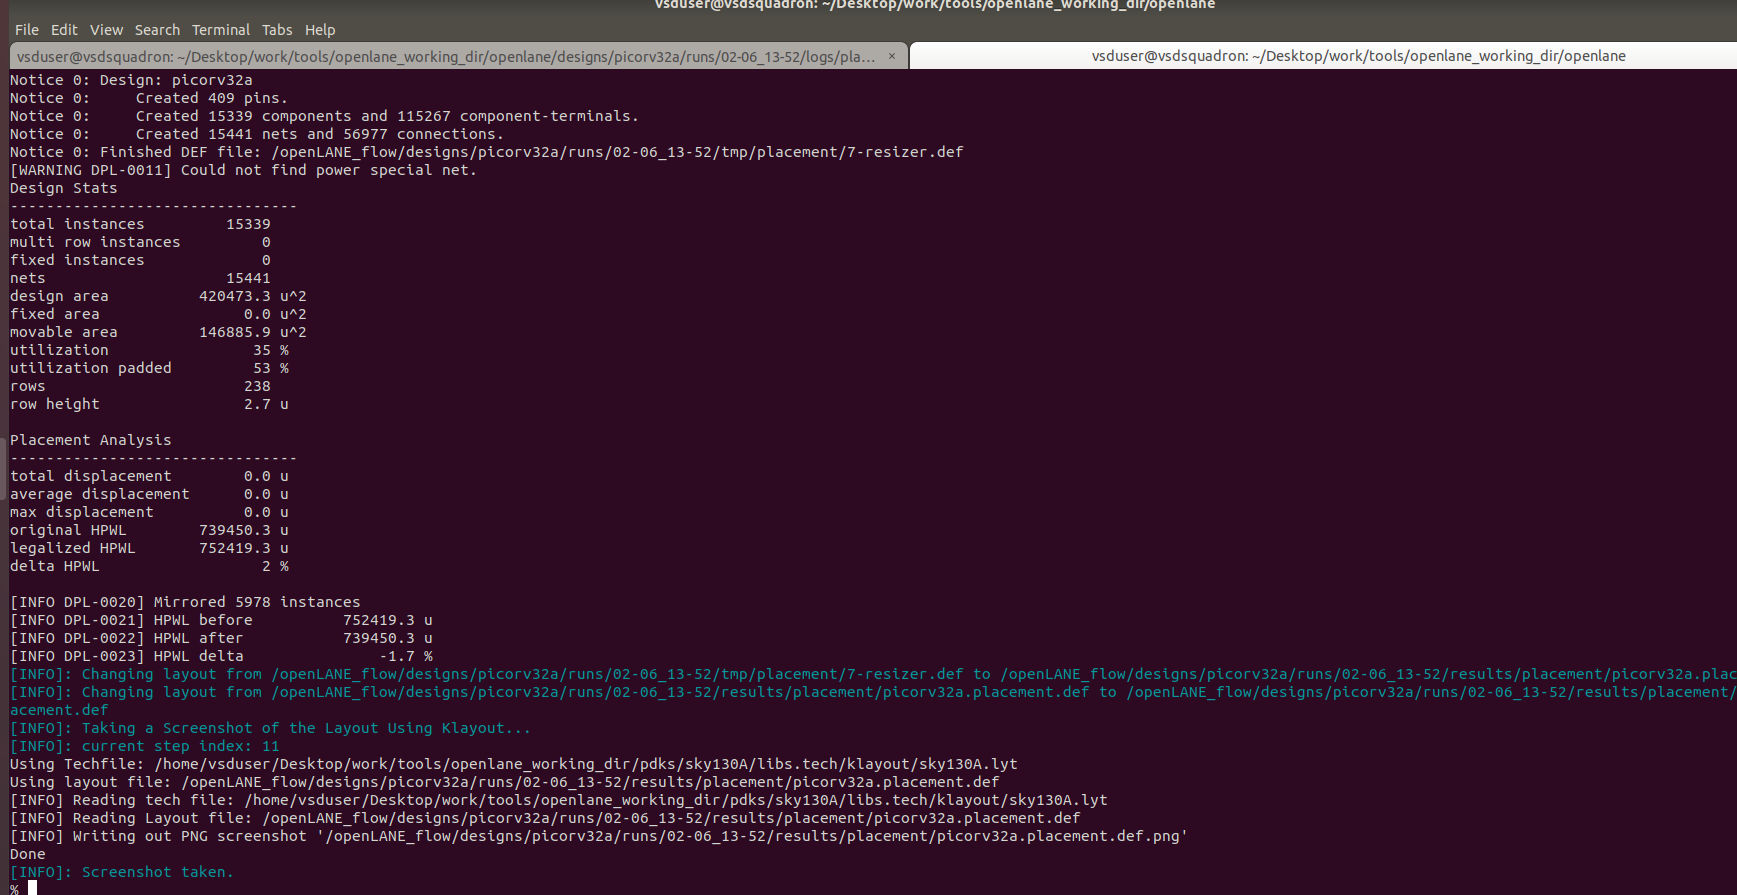 vsduser@vsdsquadron: ~/Desktop/work/tools/openlane_working_dir/openlane
File Edit View Search Terminal Tabs Help
vsduser@vsdsquadron: ~/Desktop/work/tools/openlane_working_dir/openlane/designs/picorv32a/runs/02-06_13-52/logs/pla... × vsduser@vsdsquadron: ~/Desktop/work/tools/openlane_working_dir/openlane
Notice 0: Design: picorv32a
Notice 0:     Created 409 pins.
Notice 0:     Created 15339 components and 115267 component-terminals.
Notice 0:     Created 15441 nets and 56977 connections.
Notice 0: Finished DEF file: /openLANE_flow/designs/picorv32a/runs/02-06_13-52/tmp/placement/7-resizer.def
[WARNING DPL-0011] Could not find power special net.
Design Stats
--------------------------------
total instances         15339
multi row instances         0
fixed instances             0
nets                    15441
design area          420473.3 u^2
fixed area                0.0 u^2
movable area         146885.9 u^2
utilization                35 %
utilization padded         53 %
rows                      238
row height                2.7 u
Placement Analysis
--------------------------------
total displacement        0.0 u
average displacement      0.0 u
max displacement          0.0 u
original HPWL        739450.3 u
legalized HPWL       752419.3 u
delta HPWL                  2 %
[INFO DPL-0020] Mirrored 5978 instances
[INFO DPL-0021] HPWL before          752419.3 u
[INFO DPL-0022] HPWL after           739450.3 u
[INFO DPL-0023] HPWL delta               -1.7 %
[INFO]: Changing layout from /openLANE_flow/designs/picorv32a/runs/02-06_13-52/tmp/placement/7-resizer.def to /openLANE_flow/designs/picorv32a/runs/02-06_13-52/results/placement/picorv32a.plac
[INFO]: Changing layout from /openLANE_flow/designs/picorv32a/runs/02-06_13-52/results/placement/picorv32a.placement.def to /openLANE_flow/designs/picorv32a/runs/02-06_13-52/results/placement/
acement.def
[INFO]: Taking a Screenshot of the Layout Using Klayout...
[INFO]: current step index: 11
Using Techfile: /home/vsduser/Desktop/work/tools/openlane_working_dir/pdks/sky130A/libs.tech/klayout/sky130A.lyt
Using layout file: /openLANE_flow/designs/picorv32a/runs/02-06_13-52/results/placement/picorv32a.placement.def
[INFO] Reading tech file: /home/vsduser/Desktop/work/tools/openlane_working_dir/pdks/sky130A/libs.tech/klayout/sky130A.lyt
[INFO] Reading Layout file: /openLANE_flow/designs/picorv32a/runs/02-06_13-52/results/placement/picorv32a.placement.def
[INFO] Writing out PNG screenshot '/openLANE_flow/designs/picorv32a/runs/02-06_13-52/results/placement/picorv32a.placement.def.png'
Done
[INFO]: Screenshot taken.
%